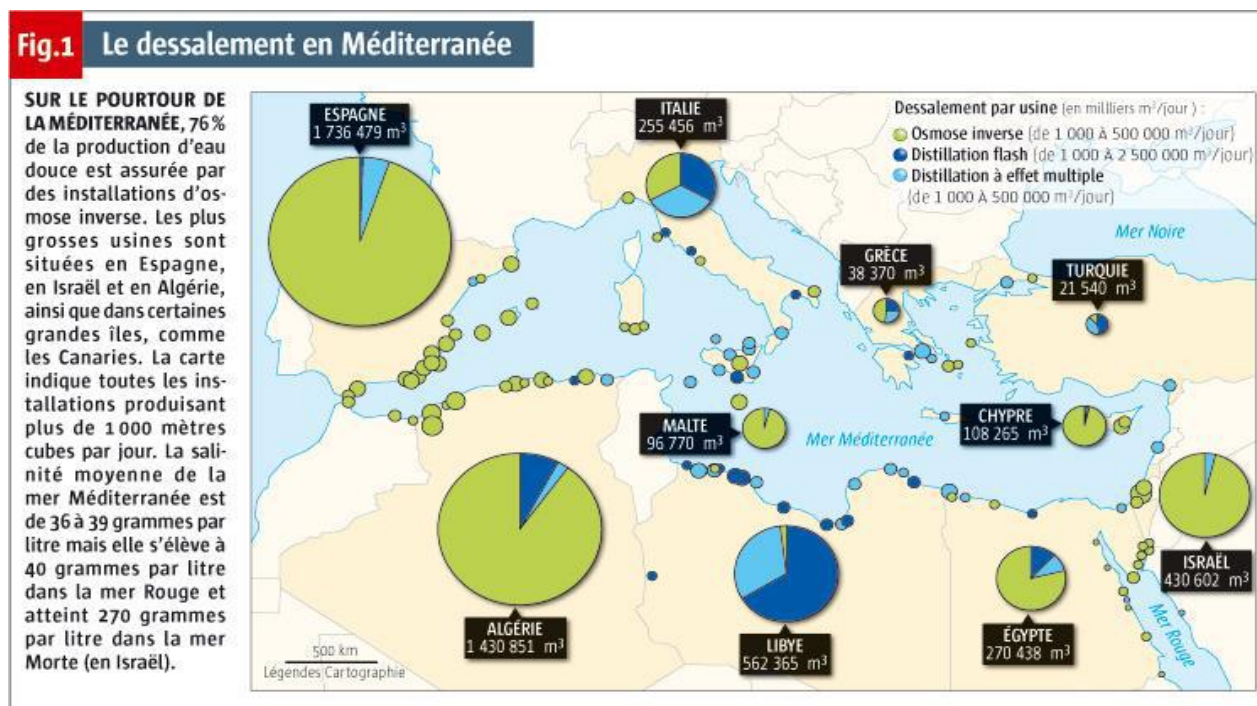 Fig.1 Le dessalement en Méditerranée
SUR LE POURTOUR DE
LA MÉDITERRANÉE, 76 %
de la production d'eau
douce est assurée par
des installations d'os-
mose inverse. Les plus
grosses usines sont
situées en Espagne,
en Israël et en Algérie,
ainsi que dans certaines
grandes îles, comme
les Canaries. La carte
indique toutes les ins-
tallations produisant
plus de 1 000 mètres
cubes par jour. La sali-
nité moyenne de la
mer Méditerranée est
de 36 à 39 grammes par
litre mais elle s'élève à
40 grammes par litre
dans la mer Rouge et
atteint 270 grammes
par litre dans la mer
Morte (en Israël).
ESPAGNE
1 736 479 m³
ITALIE
255 456 m³
Dessalement par usine (en milliers m³/jour) :
Osmose inverse (de 1 000 à 500 000 m³/jour)
Distillation flash (de 1 000 à 2 500 000 m³/jour)
Distillation à effet multiple
(de 1 000 à 500 000 m³/jour)
Mer Noire
GRÈCE
38 370 m³
TURQUIE
21 540 m³
MALTE
96 770 m³
Mer Méditerranée
CHYPRE
108 265 m³
ISRAËL
430 602 m³
ALGÉRIE
1 430 851 m³
LIBYE
562 365 m³
ÉGYPTE
270 438 m³
Mer Rouge
500 km
Légendes Cartographie